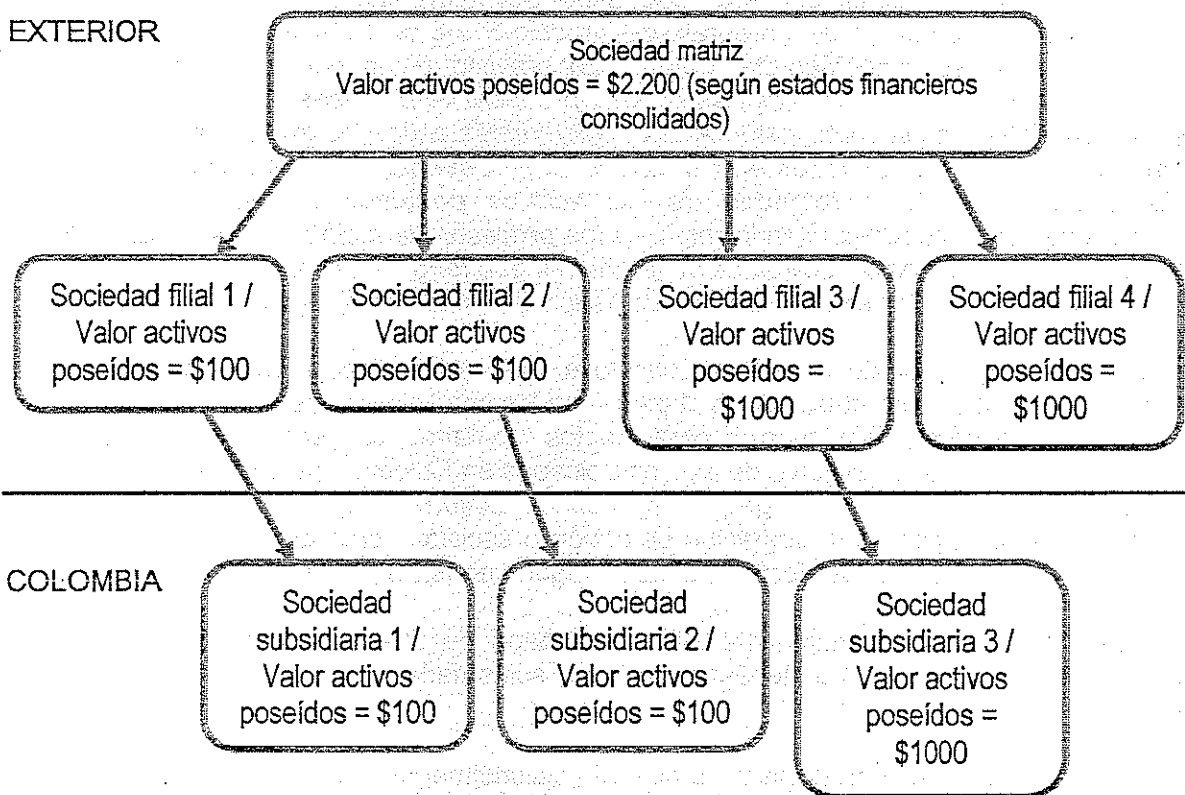 EXTERIOR
Sociedad matriz
Valor activos poseídos = $2.200 (según estados financieros
consolidados)
Sociedad filial 1 /
Valor activos
poseídos = $100
Sociedad filial 2 /
Valor activos
poseídos = $100
Sociedad filial 3 /
Valor activos
poseídos =
$1000
Sociedad filial 4 /
Valor activos
poseídos =
$1000
COLOMBIA
Sociedad
subsidiaria 1 /
Valor activos
poseídos = $100
Sociedad
subsidiaria 2 /
Valor activos
poseídos = $100
Sociedad
subsidiaria 3 /
Valor activos
poseídos =
$1000